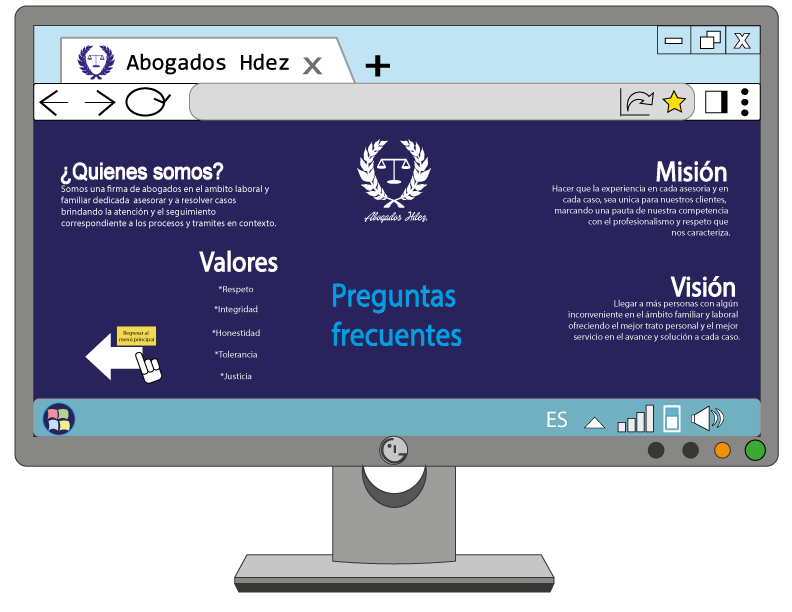 Abogados Hdez X
¿Quienes somos?
Somos una firma de abogados en el ambito laboral y
familiar dedicada  asesorar y a resolver casos
brindando la atención y el seguimiento
correspondiente a los procesos y tramites en contexto.
Abogados Hdez.
Misión
Hacer que la experiencia en cada asesoria y en
cada caso, sea unica para nuestros clientes,
marcando una pauta de nuestra competencia
con el profesionalismo y respeto que
nos caracteriza.
Valores
*Respeto
*Integridad
*Honestidad
*Tolerancia
*Justicia
Preguntas
frecuentes
Visión
Llegar a más personas con algún
inconveniente en el ámbito familiar y laboral
ofreciendo el mejor trato personal y el mejor
servicio en el avance y solución a cada caso.
Regresar al
menú principal
ES